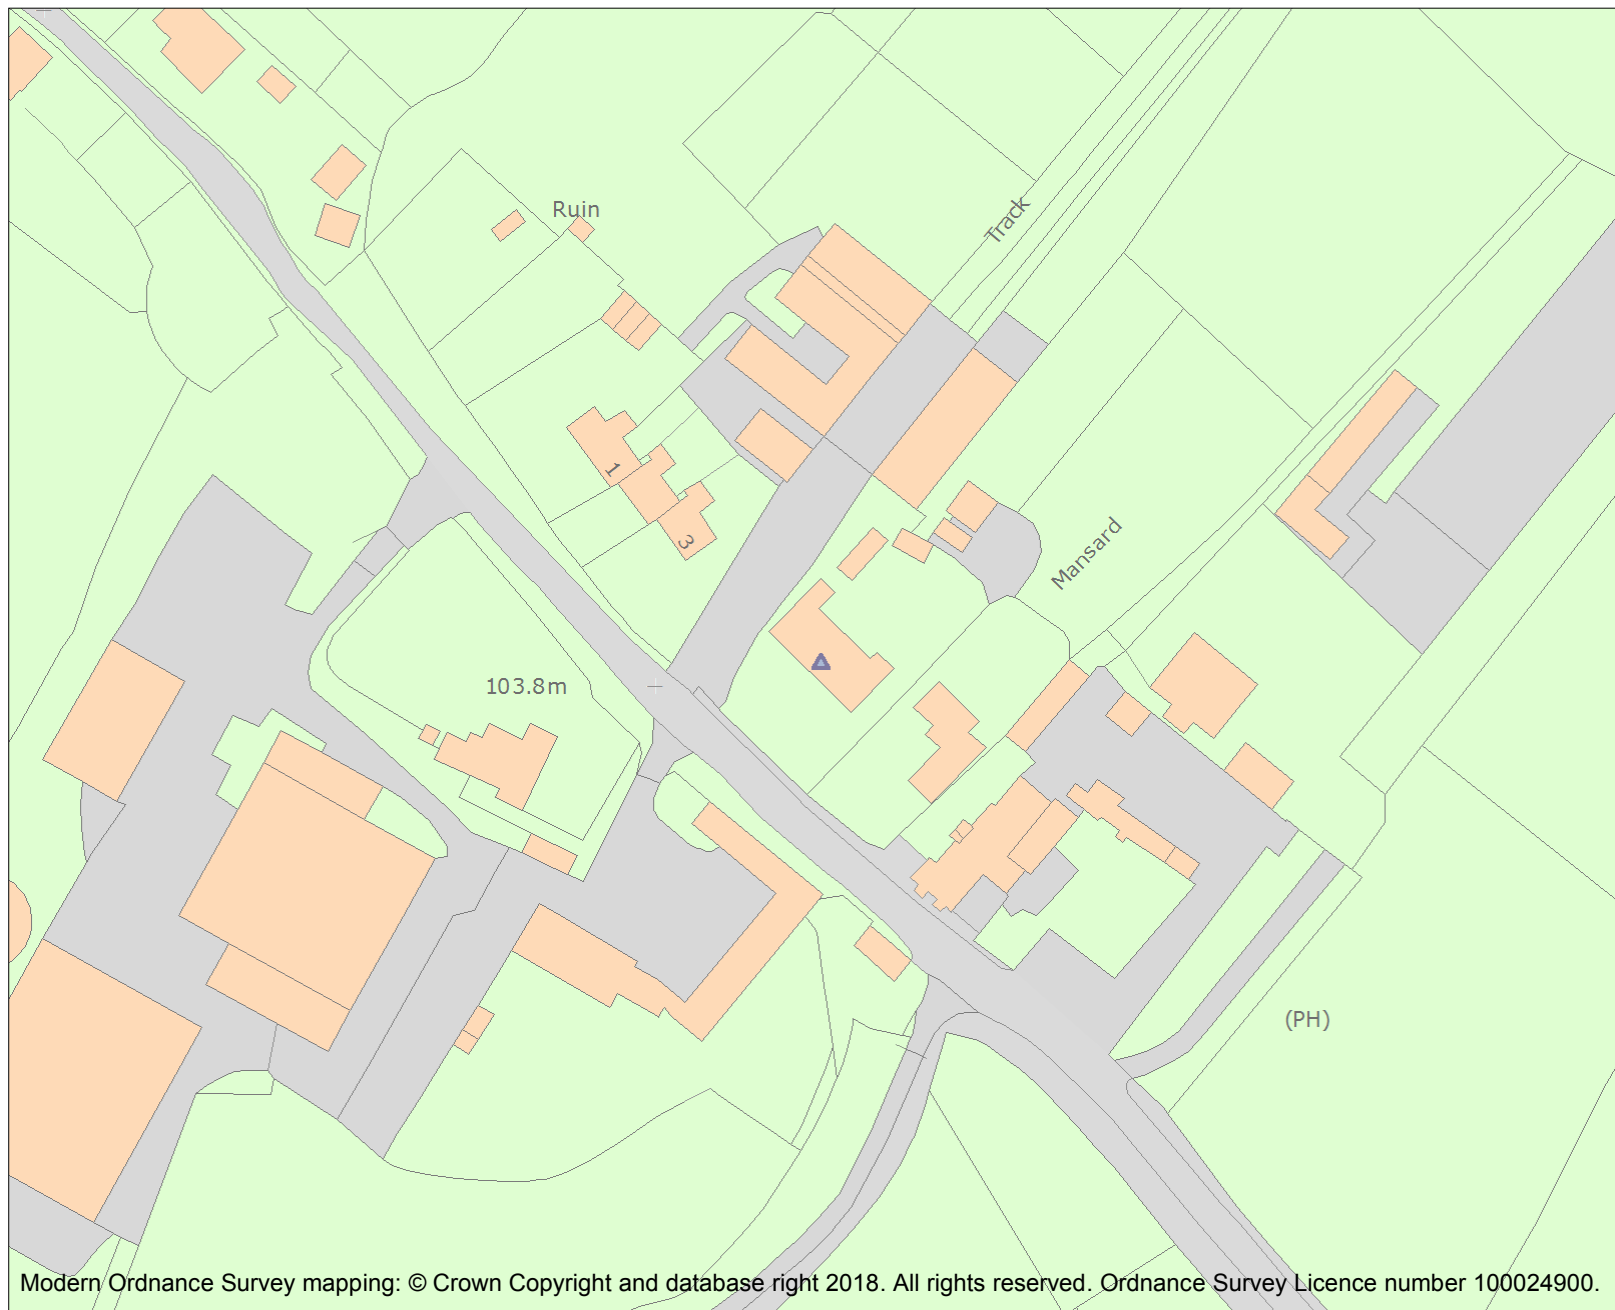 Ruin
Track
1
3
Mansard
103.8m
(PH)
Modern Ordnance Survey mapping: © Crown Copyright and database right 2018. All rights reserved. Ordnance Survey Licence number 100024900.